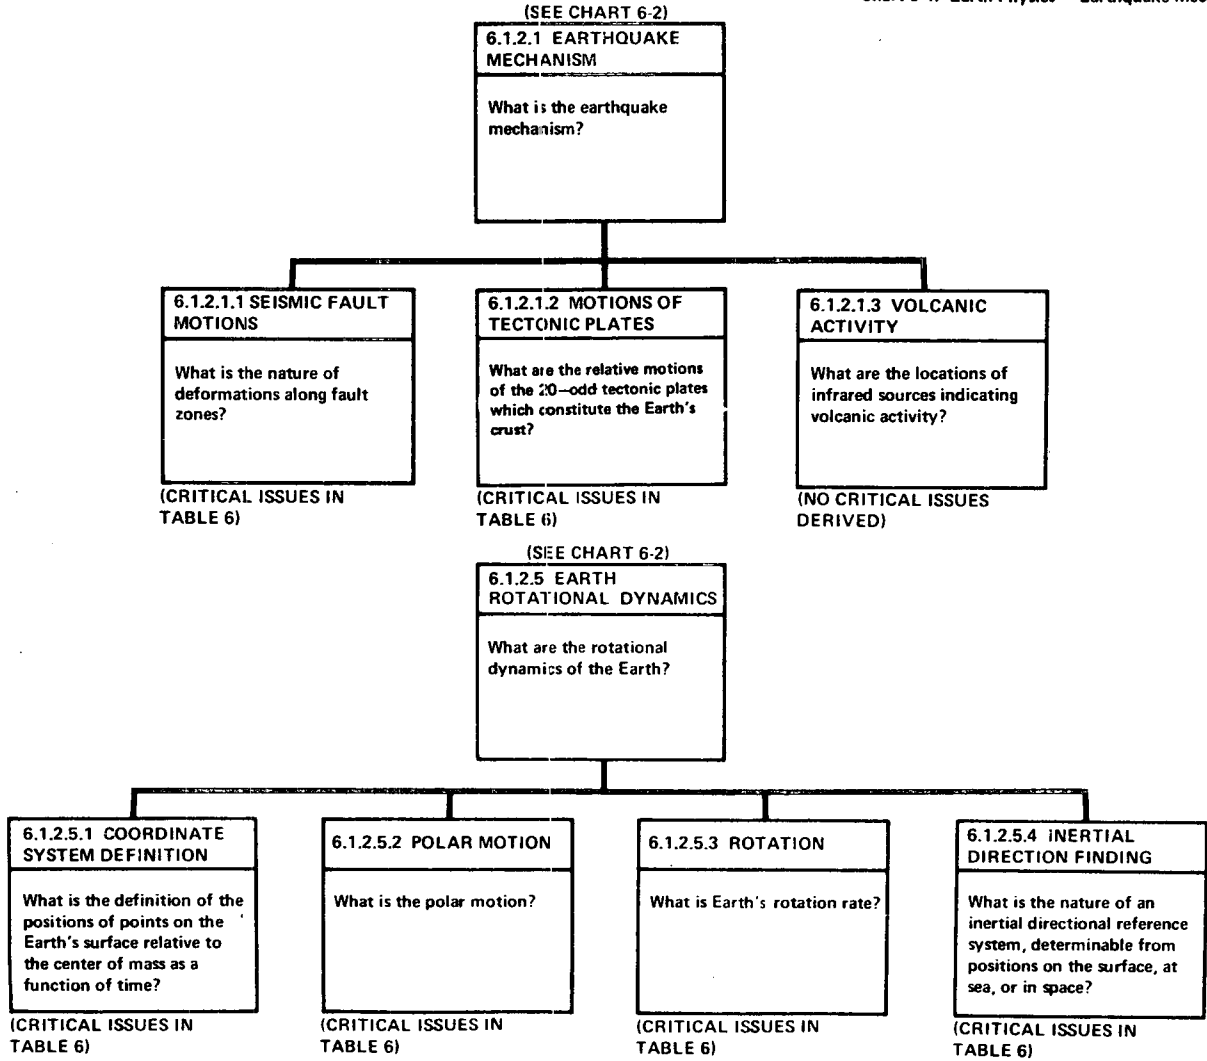 (SEE CHART 6-2)
6.1.2.1 EARTHQUAKE
MECHANISM
What is the earthquake
mechanism?
6.1.2.1.1 SEISMIC FAULT
MOTIONS
What is the nature of
deformations along fault
zones?
(CRITICAL ISSUES IN
TABLE 6)
6.1.2.1.2 MOTIONS OF
TECTONIC PLATES
What are the relative motions
of the 20–odd tectonic plates
which constitute the Earth's
crust?
(CRITICAL ISSUES IN
TABLE 6)
6.1.2.1.3 VOLCANIC
ACTIVITY
What are the locations of
infrared sources indicating
volcanic activity?
(NO CRITICAL ISSUES
DERIVED)
(SEE CHART 6-2)
6.1.2.5 EARTH
ROTATIONAL DYNAMICS
What are the rotational
dynamics of the Earth?
6.1.2.5.1 COORDINATE
SYSTEM DEFINITION
What is the definition of the
positions of points on the
Earth's surface relative to
the center of mass as a
function of time?
(CRITICAL ISSUES IN
TABLE 6)
6.1.2.5.2 POLAR MOTION
What is the polar motion?
(CRITICAL ISSUES IN
TABLE 6)
6.1.2.5.3 ROTATION
What is Earth's rotation rate?
(CRITICAL ISSUES IN
TABLE 6)
6.1.2.5.4 INERTIAL
DIRECTION FINDING
What is the nature of an
inertial directional reference
system, determinable from
positions on the surface, at
sea, or in space?
(CRITICAL ISSUES IN
TABLE 6)